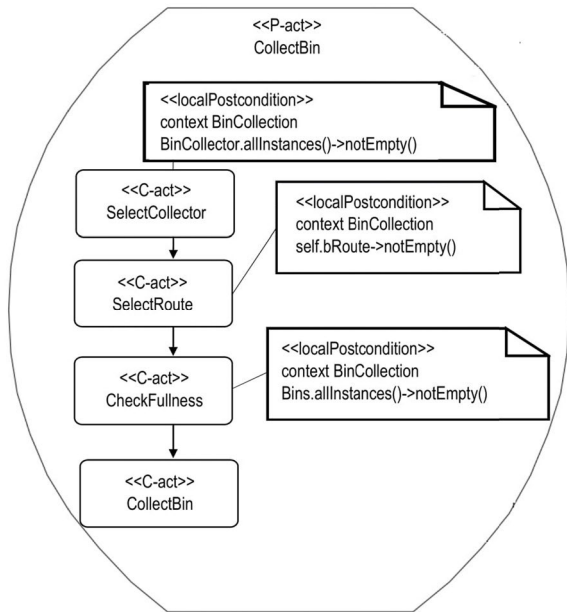 <<P-act>>
CollectBin
<<localPostcondition>>
context BinCollection
BinCollector.allInstances()->notEmpty()
<<C-act>>
SelectCollector
<<localPostcondition>>
context BinCollection
self.bRoute->notEmpty()
<<C-act>>
SelectRoute
<<localPostcondition>>
context BinCollection
Bins.allInstances()->notEmpty()
<<C-act>>
CheckFullness
<<C-act>>
CollectBin